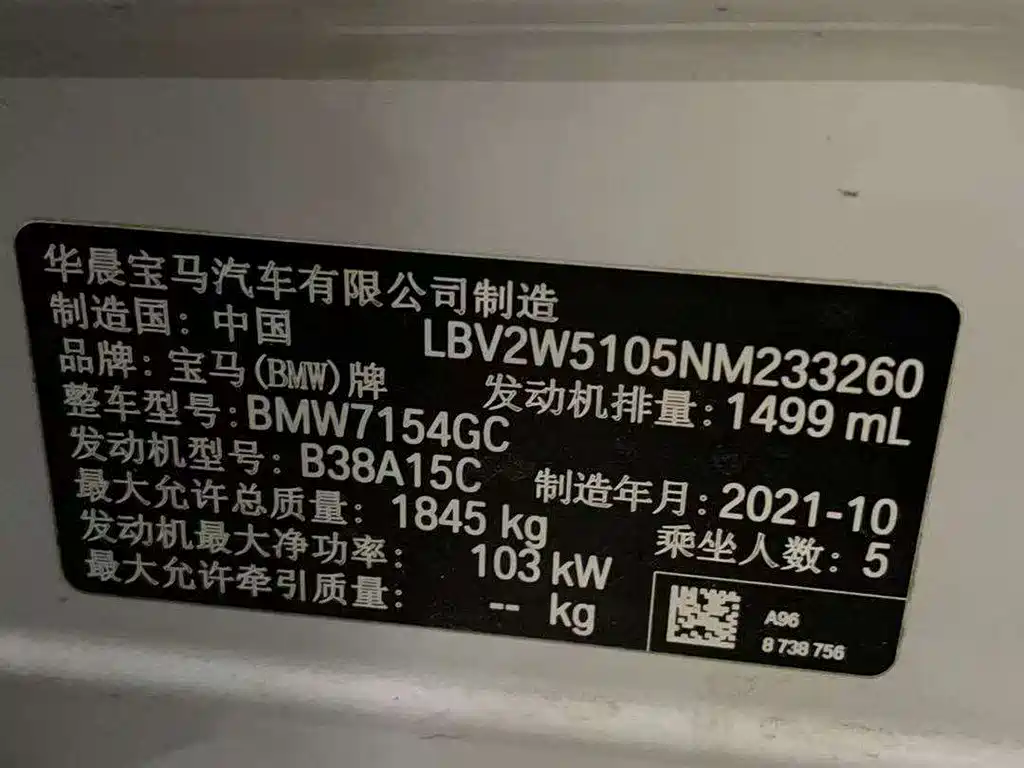 华晨宝马汽车有限公司制造
制造国：中国
LBV2W5105NM233260
品牌：宝马(BMW)牌
发动机排量：1499 mL
整车型号：BMW7154GC
发动机型号：B38A15C
制造年月：2021-10
最大允许总质量：1845 kg
乘坐人数：5
发动机最大净功率：103 kW
最大允许牵引质量：-- kg
A96
8 738 756